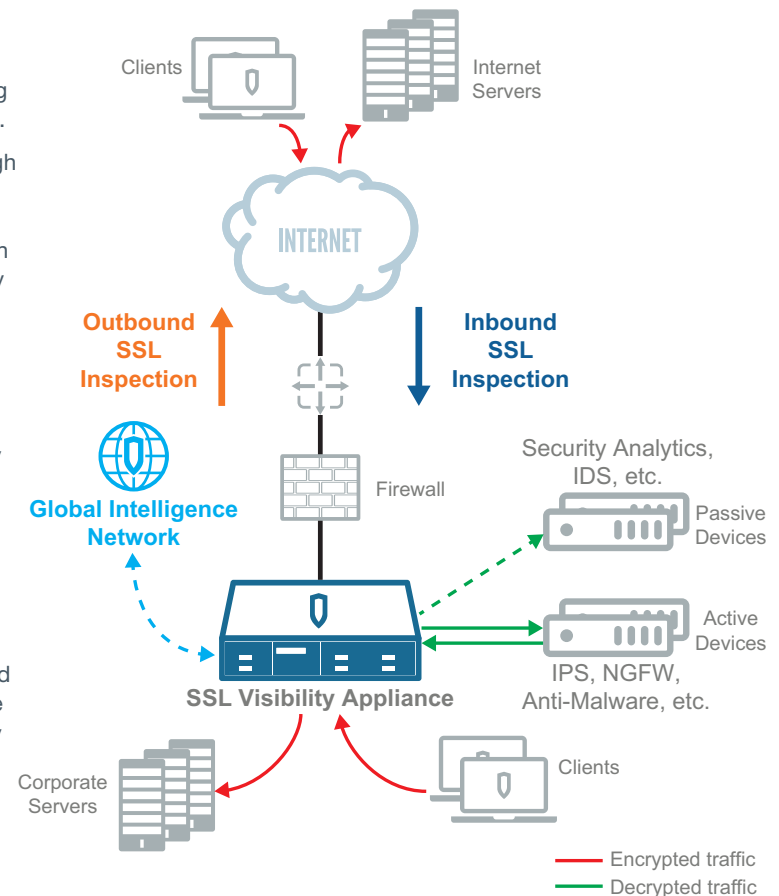 Clients
Internet
Servers
INTERNET
Outbound
SSL
Inspection
Inbound
SSL
Inspection
Global Intelligence
Network
Firewall
Security Analytics,
IDS, etc.
Passive
Devices
Active
Devices
IPS, NGFW,
Anti-Malware, etc.
SSL Visibility Appliance
Corporate
Servers
Clients
Encrypted traffic
Decrypted traffic